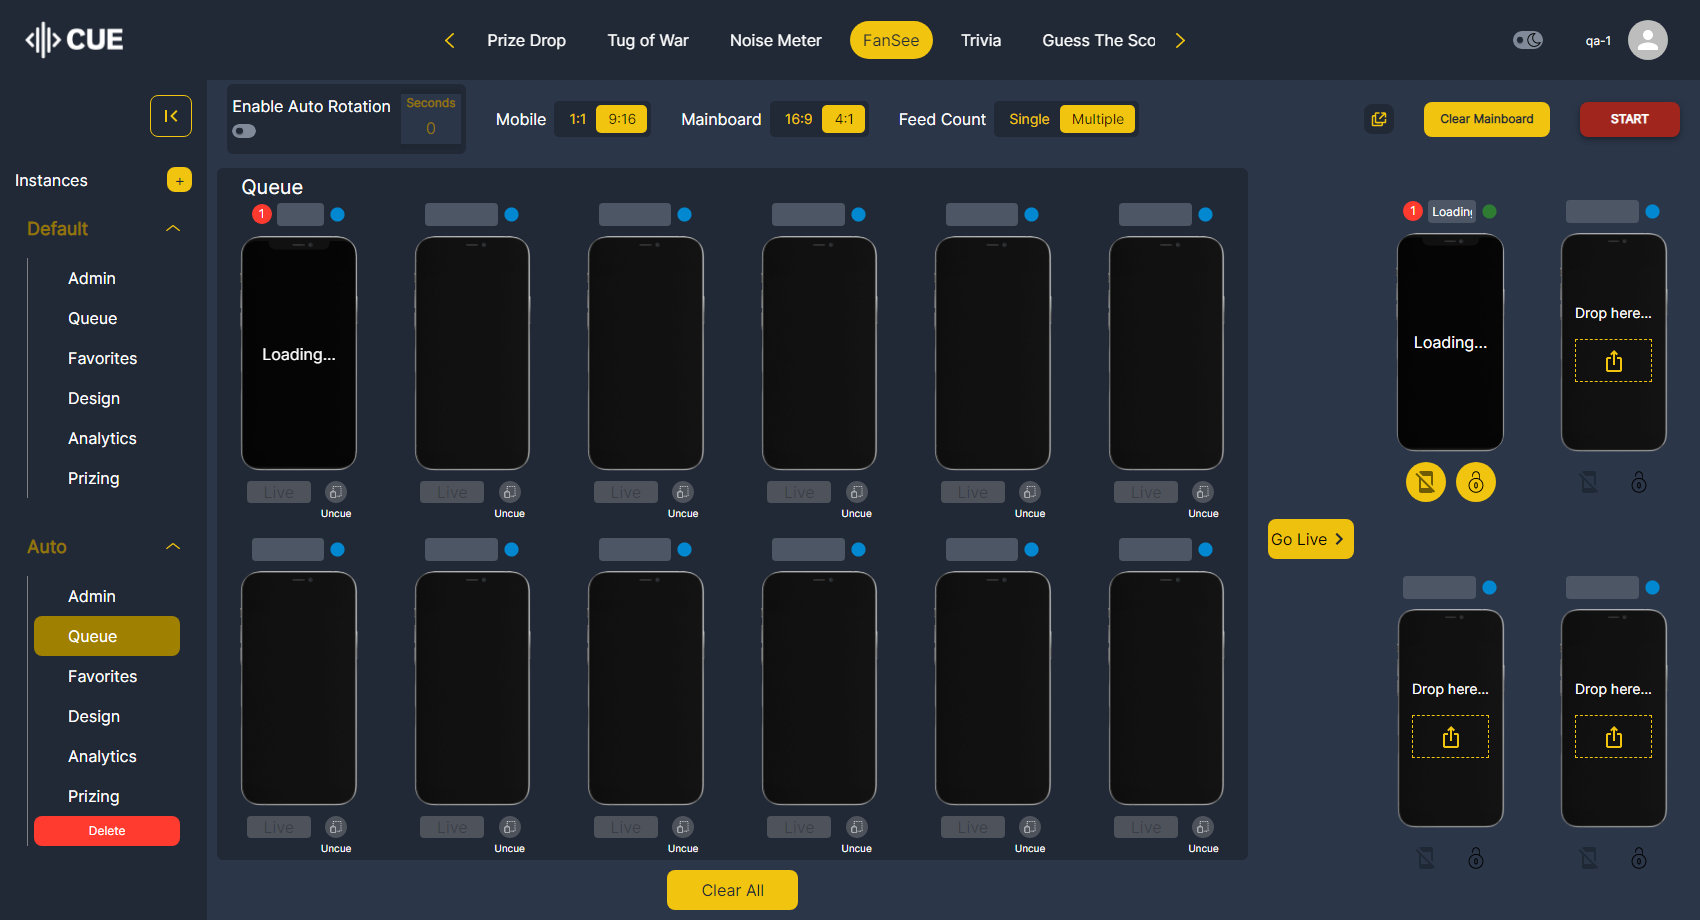 CUE
Prize Drop
Tug of War
Noise Meter
FanSee
Trivia
Guess The Sco
qa-1
Enable Auto Rotation
Seconds
0
Mobile
1:1
9:16
Mainboard
16:9
4:1
Feed Count
Single
Multiple
Clear Mainboard
START
Instances
+
Default
Admin
Queue
Favorites
Design
Analytics
Prizing
Auto
Admin
Queue
Favorites
Design
Analytics
Prizing
Delete
Queue
1
Loading...
Live
Live
Live
Live
Live
Live
Uncue
Uncue
Uncue
Uncue
Uncue
Uncue
Live
Live
Live
Live
Live
Live
Uncue
Uncue
Uncue
Uncue
Uncue
Uncue
Clear All
Go Live
1
Loading
Loading...
Drop here...
Drop here...
Drop here...